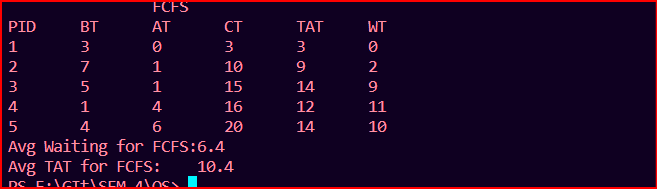 FCFS
PID BT AT CT TAT WT
1 3 0 3 3 0
2 7 1 10 9 2
3 5 1 15 14 9
4 1 4 16 12 11
5 4 6 20 14 10
Avg Waiting for FCFS:6.4
Avg TAT for FCFS: 10.4
PS E:\GIt\SEM 4\OS>